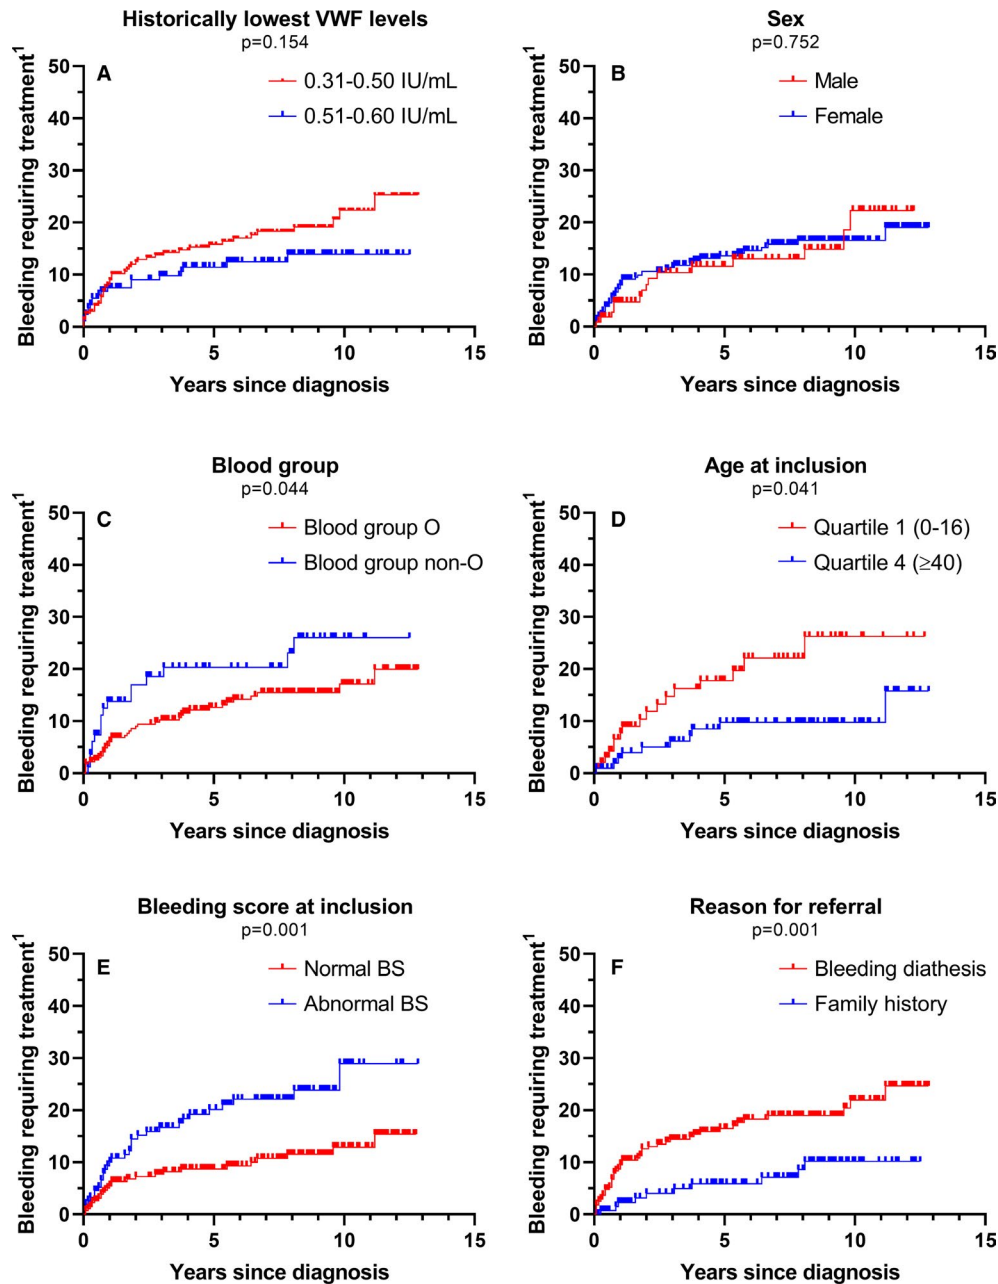 Historically lowest VWF levels
p=0.154
A
0.31-0.50 IU/mL
0.51-0.60 IU/mL
Bleeding requiring treatment¹
50
40
30
20
10
0
0 5 10 15
Years since diagnosis
Sex
p=0.752
B
Male
Female
Bleeding requiring treatment¹
50
40
30
20
10
0
0 5 10 15
Years since diagnosis
Blood group
p=0.044
C
Blood group O
Blood group non-O
Bleeding requiring treatment¹
50
40
30
20
10
0
0 5 10 15
Years since diagnosis
Age at inclusion
p=0.041
D
Quartile 1 (0-16)
Quartile 4 (≥40)
Bleeding requiring treatment¹
50
40
30
20
10
0
0 5 10 15
Years since diagnosis
Bleeding score at inclusion
p=0.001
E
Normal BS
Abnormal BS
Bleeding requiring treatment¹
50
40
30
20
10
0
0 5 10 15
Years since diagnosis
Reason for referral
p=0.001
F
Bleeding diathesis
Family history
Bleeding requiring treatment¹
50
40
30
20
10
0
0 5 10 15
Years since diagnosis